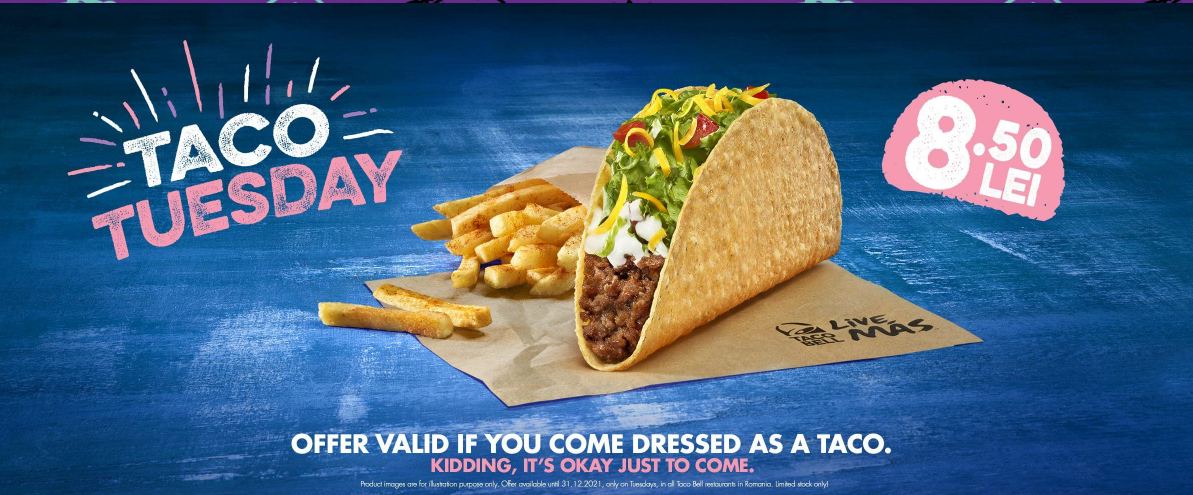 TACO
TUESDAY
8.50
LEI
TACO
BELL
LIVE
MÁS
OFFER VALID IF YOU COME DRESSED AS A TACO.
KIDDING, IT'S OKAY JUST TO COME.
Product images are for illustration purpose only. Offer available until 31.12.2021, only on Tuesdays, in all Taco Bell restaurants in Romania. Limited stock only!